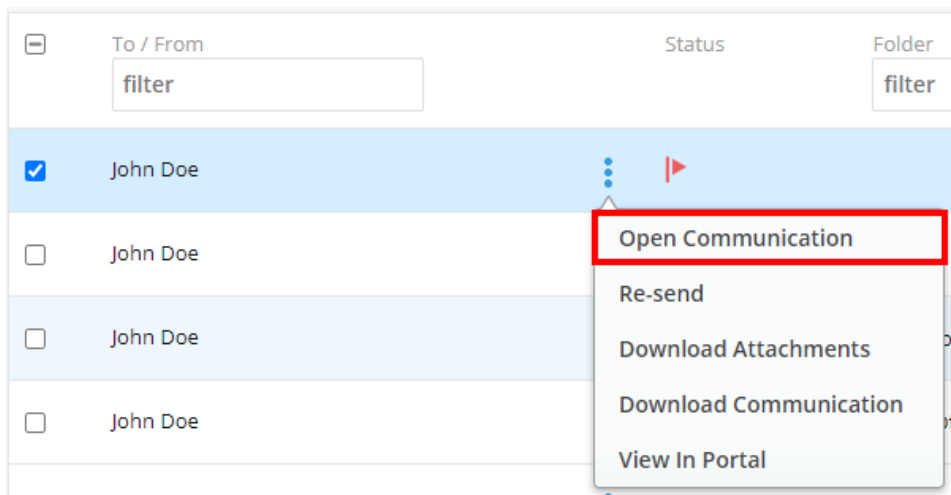 To / From Status Folder
filter filter
John Doe
Open Communication
John Doe
Re-send
John Doe
Download Attachments
Download Communication
John Doe
View In Portal